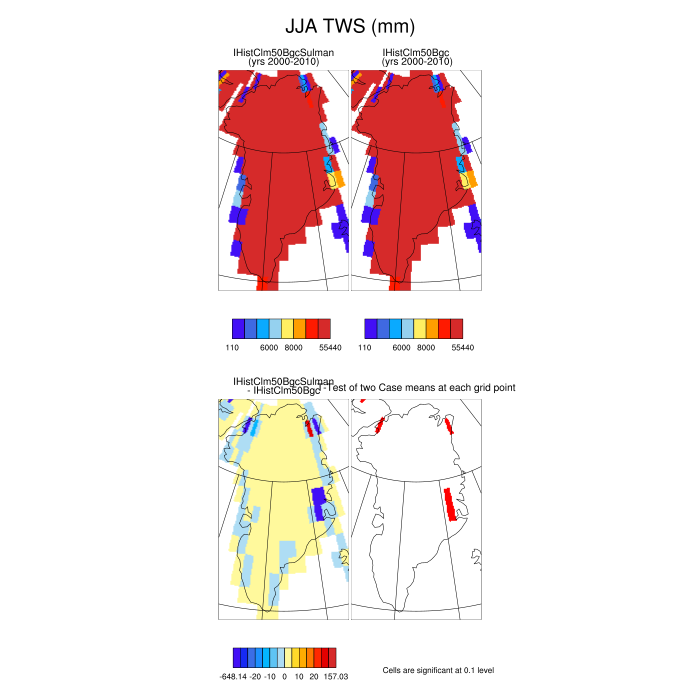 JJA TWS (mm)
IHistClm50BgcSulman
(yrs 2000-2010)
IHistClm50Bgc
(yrs 2000-2010)
110 6000 8000 55440
110 6000 8000 55440
IHistClm50BgcSulman
- IHistClm50Bgc
T-Test of two Case means at each grid point
-648.14 -20 -10 0 10 20 157.03
Cells are significant at 0.1 level